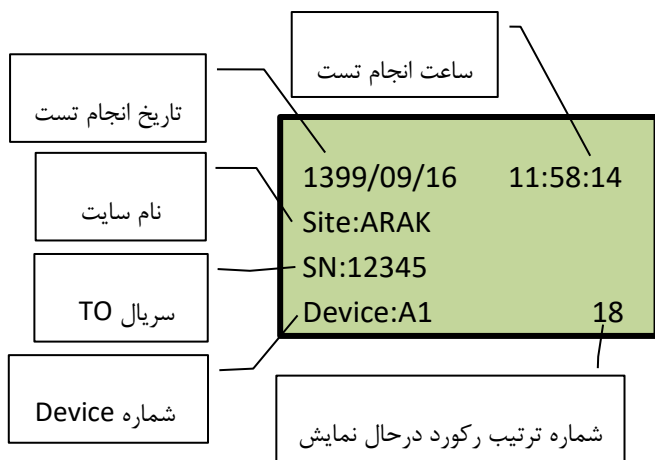 ساعت انجام تست
تاریخ انجام تست
1399/09/16 11:58:14
نام سایت
Site:ARAK
SN:12345
سریال TO
Device:A1 18
شماره Device
شماره ترتیب رکورد درحال نمایش